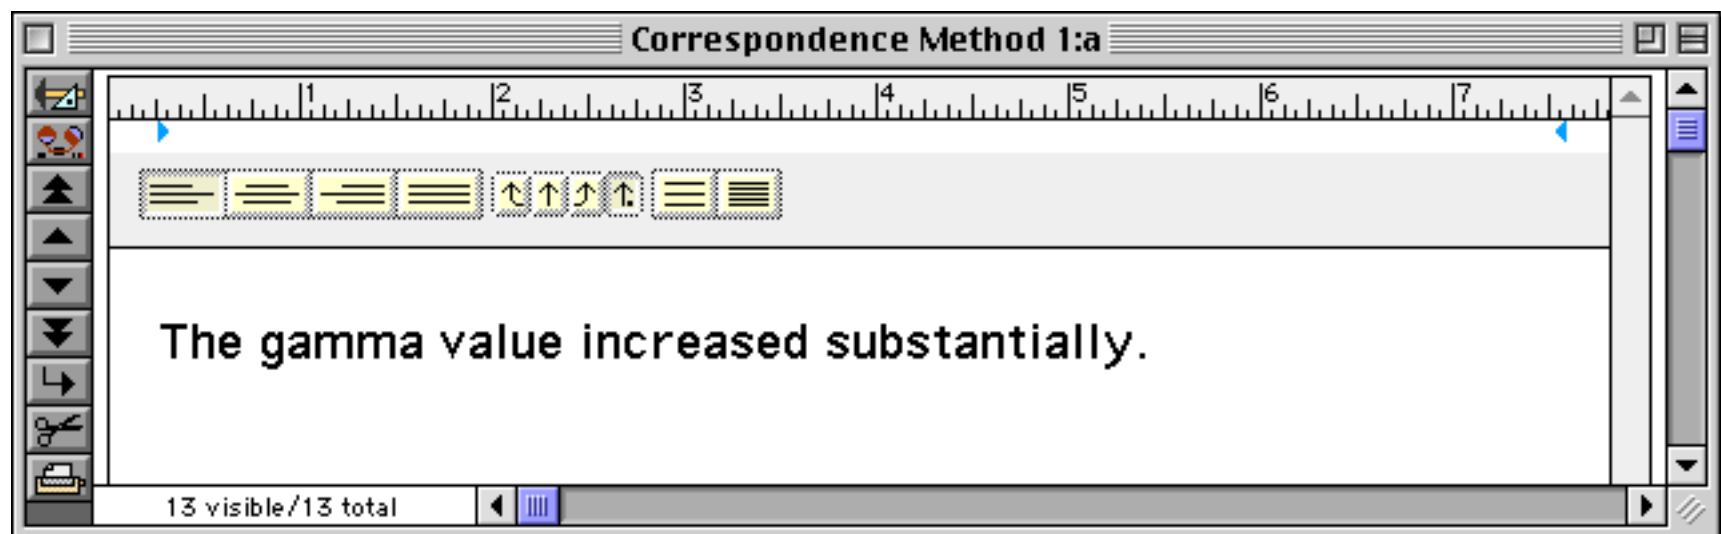 Correspondence Method 1:a
1 2 3 4 5 6 7
The gamma value increased substantially.
13 visible/13 total